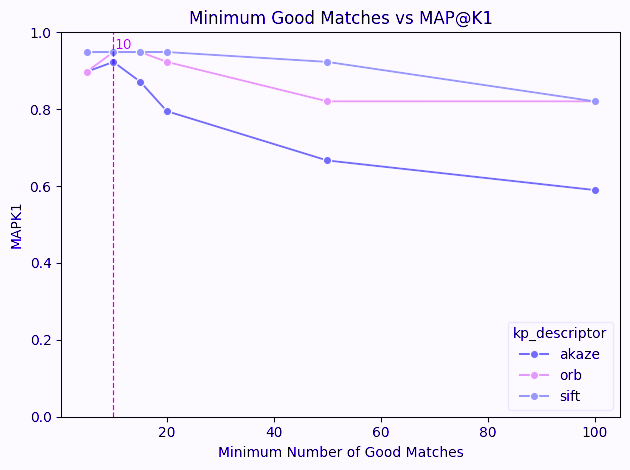 Minimum Good Matches vs MAP@K1
1.0
10
0.8
0.6
MAPK1
0.4
0.2
0.0
kp_descriptor
akaze
orb
sift
20
40
60
80
100
Minimum Number of Good Matches